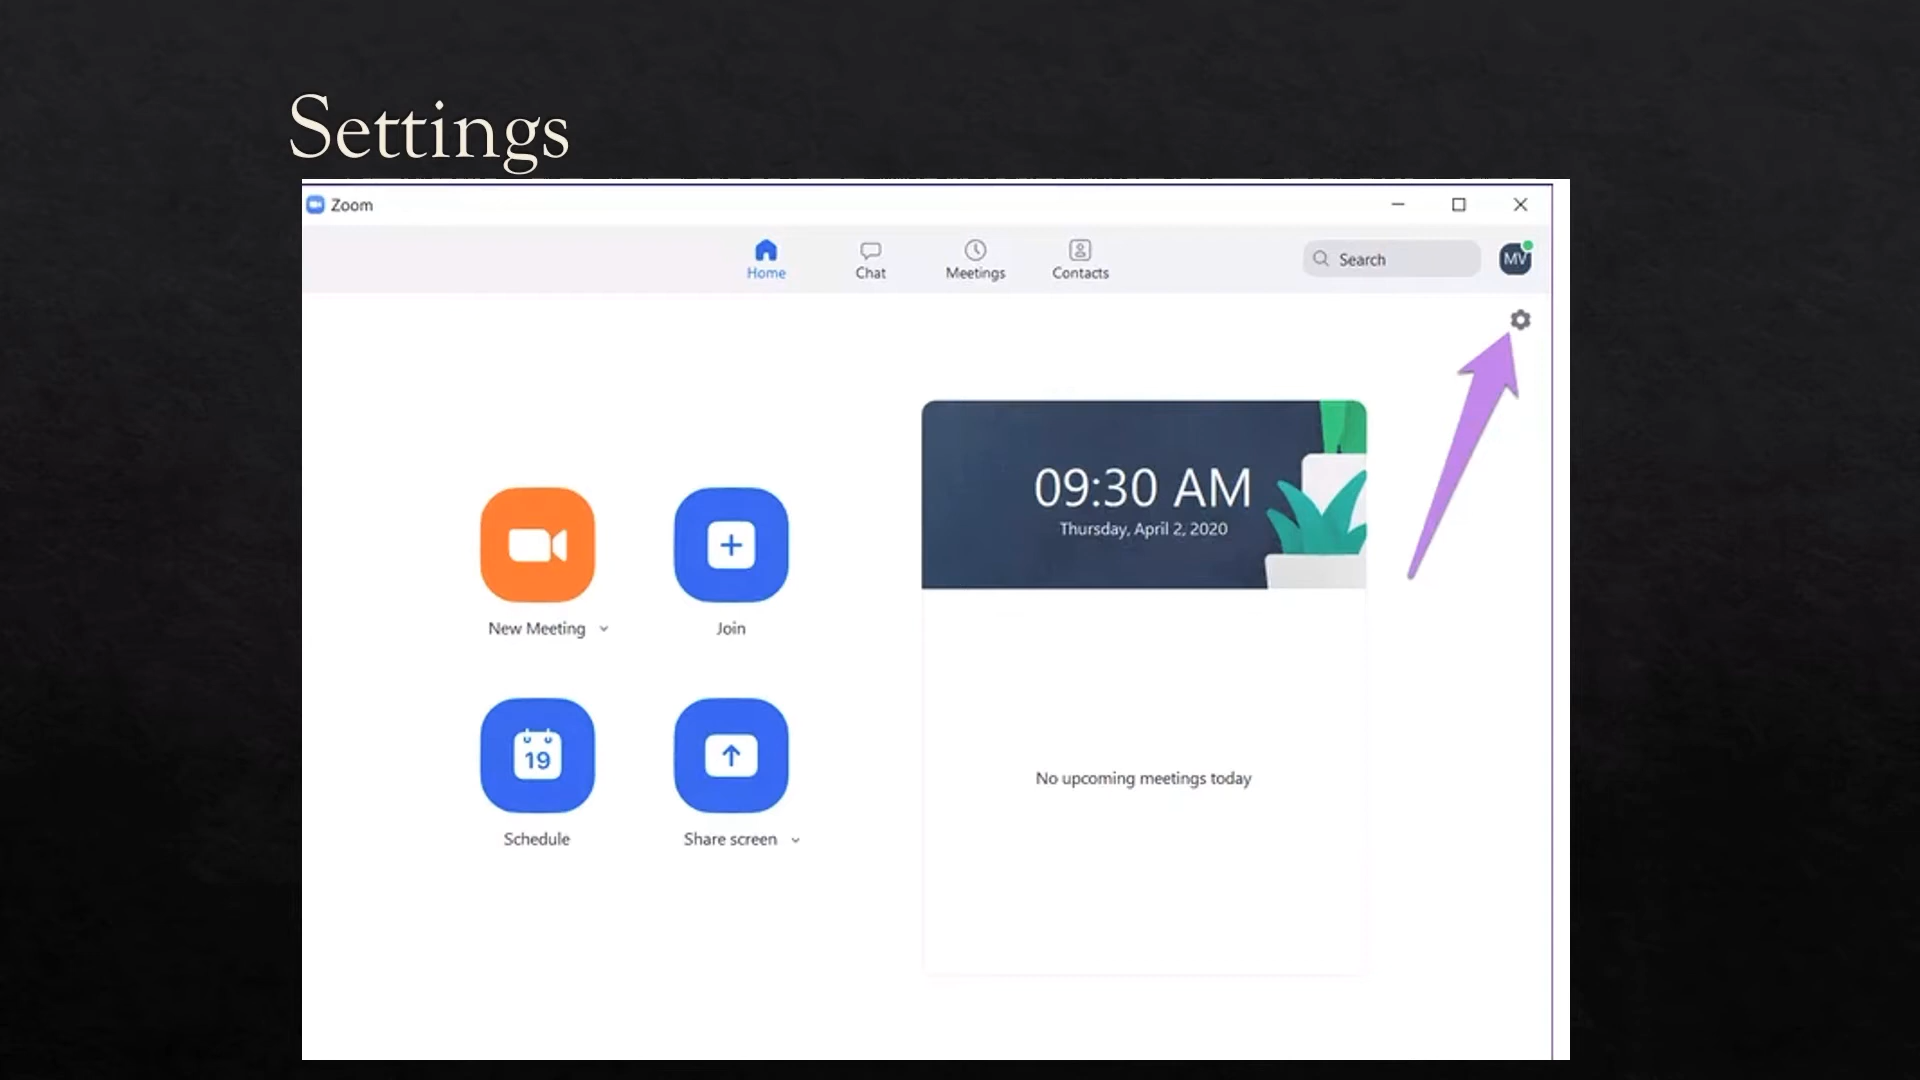 Settings
Zoom
Home
Chat
Meetings
Contacts
Search
MV
09:30 AM
Thursday, April 2, 2020
New Meeting
Join
19
Schedule
Share screen
No upcoming meetings today